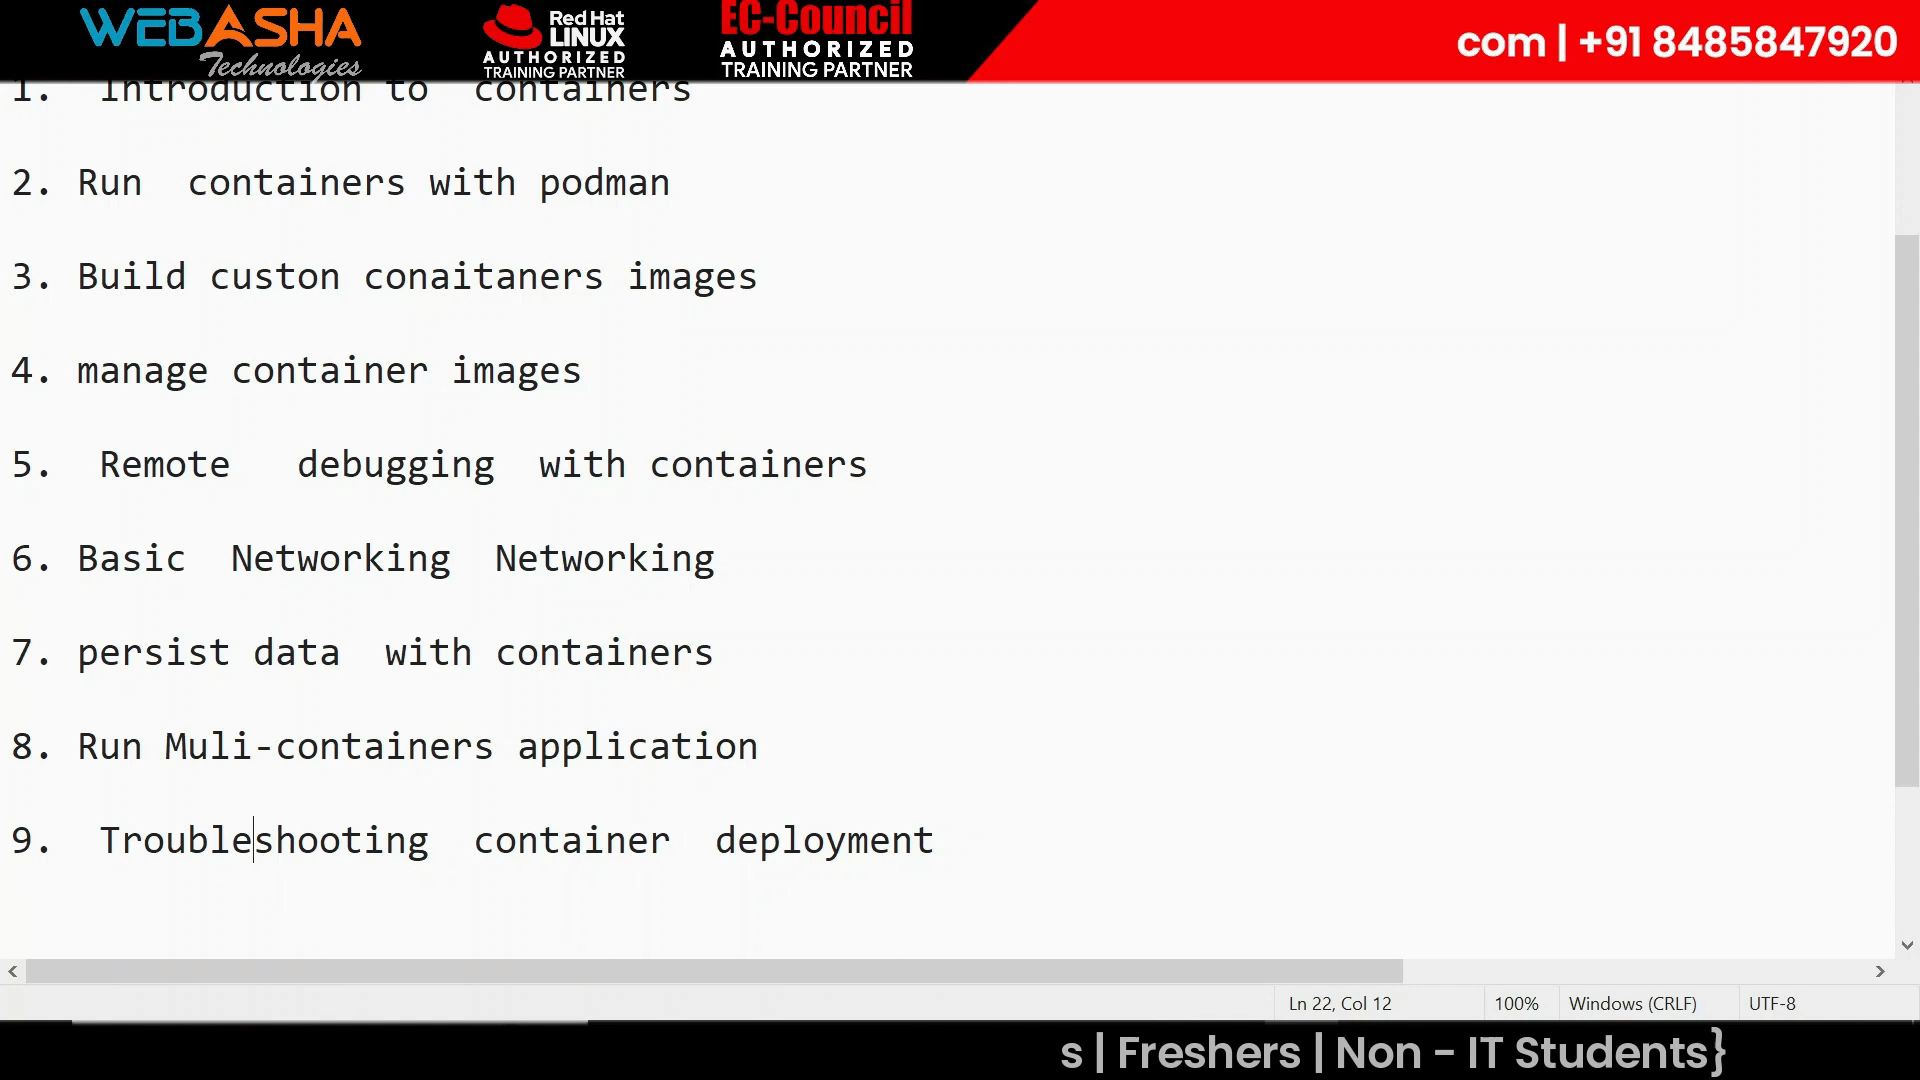 WEBASHA
Technologies
Red Hat
LINUX
AUTHORIZED
TRAINING PARTNER
EC-Council
AUTHORIZED
TRAINING PARTNER
com | +91 8485847920
1.  Introduction to  containers
2. Run  containers with podman
3. Build custon conaitaners images
4. manage container images
5.  Remote   debugging  with containers
6. Basic  Networking  Networking
7. persist data  with containers
8. Run Muli-containers application
9.  Troubleshooting  container  deployment
Ln 22, Col 12
100%
Windows (CRLF)
UTF-8
s | Freshers | Non - IT Students}